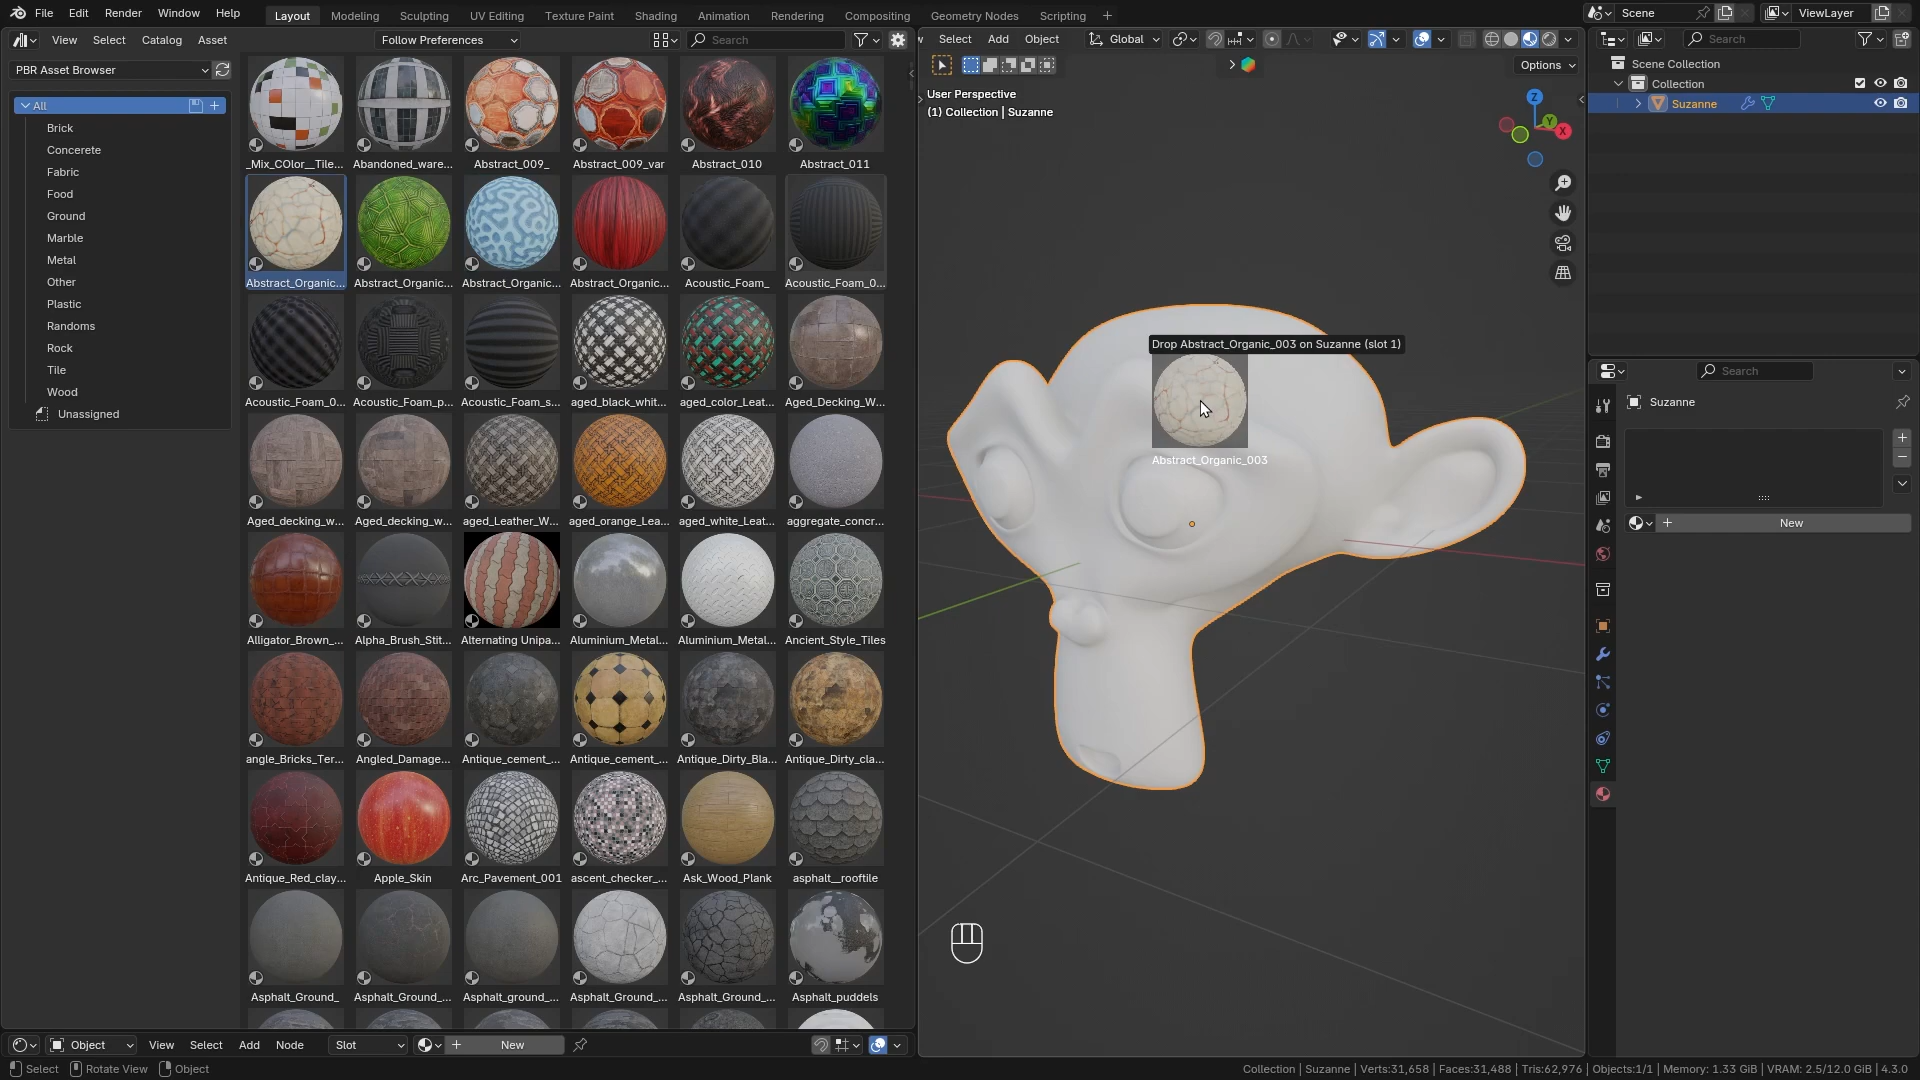 File Edit Render Window Help Layout Modeling Sculpting UV Editing Texture Paint Shading Animation Rendering Compositing Geometry Nodes Scripting + Scene ViewLayer
View Select Catalog Asset Follow Preferences Search
Select Add Object Global
Search
PBR Asset Browser
Options
All
Brick
Concerete
Fabric
Food
Ground
Marble
Metal
Other
Plastic
Randoms
Rock
Tile
Wood
Unassigned
_Mix_COlor__Tile... Abandoned_ware... Abstract_009_ Abstract_009_var Abstract_010 Abstract_011
Abstract_Organic... Abstract_Organic... Abstract_Organic... Abstract_Organic... Acoustic_Foam_ Acoustic_Foam_0...
Acoustic_Foam_0... Acoustic_Foam_p... Acoustic_Foam_s... aged_black_whit... aged_color_Leat... Aged_Decking_W...
Aged_decking_w... Aged_decking_w... aged_Leather_W... aged_orange_Lea... aged_white_Leat... aggregate_concr...
Alligator_Brown_... Alpha_Brush_Stit... Alternating Unipa... Aluminium_Metal... Aluminium_Metal... Ancient_Style_Tiles
angle_Bricks_Ter... Angled_Damage... Antique_cement_... Antique_cement_... Antique_Dirty_Bla... Antique_Dirty_cla...
Antique_Red_clay... Apple_Skin Arc_Pavement_001 ascent_checker_... Ask_Wood_Plank asphalt__rooftile
Asphalt_Ground_ Asphalt_Ground_... Asphalt_ground_... Asphalt_Ground_... Asphalt_Ground_... Asphalt_puddels
User Perspective
(1) Collection | Suzanne
Z
Y
X
Drop Abstract_Organic_003 on Suzanne (slot 1)
Abstract_Organic_003
Scene Collection
Collection
Suzanne
Search
Suzanne
New
Object View Select Add Node Slot New
Select Rotate View Object
Collection | Suzanne | Verts:31,658 | Faces:31,488 | Tris:62,976 | Objects:1/1 | Memory: 1.33 GiB | VRAM: 2.5/12.0 GiB | 4.3.0